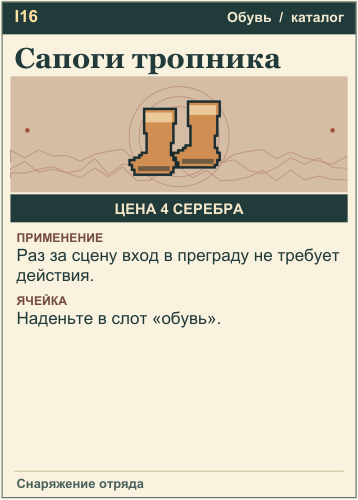 I16
Обувь / каталог
Сапоги тропника
ЦЕНА 4 СЕРЕБРА
ПРИМЕНЕНИЕ
Раз за сцену вход в преграду не требует
действия.
ЯЧЕЙКА
Наденьте в слот «обувь».
Снаряжение отряда